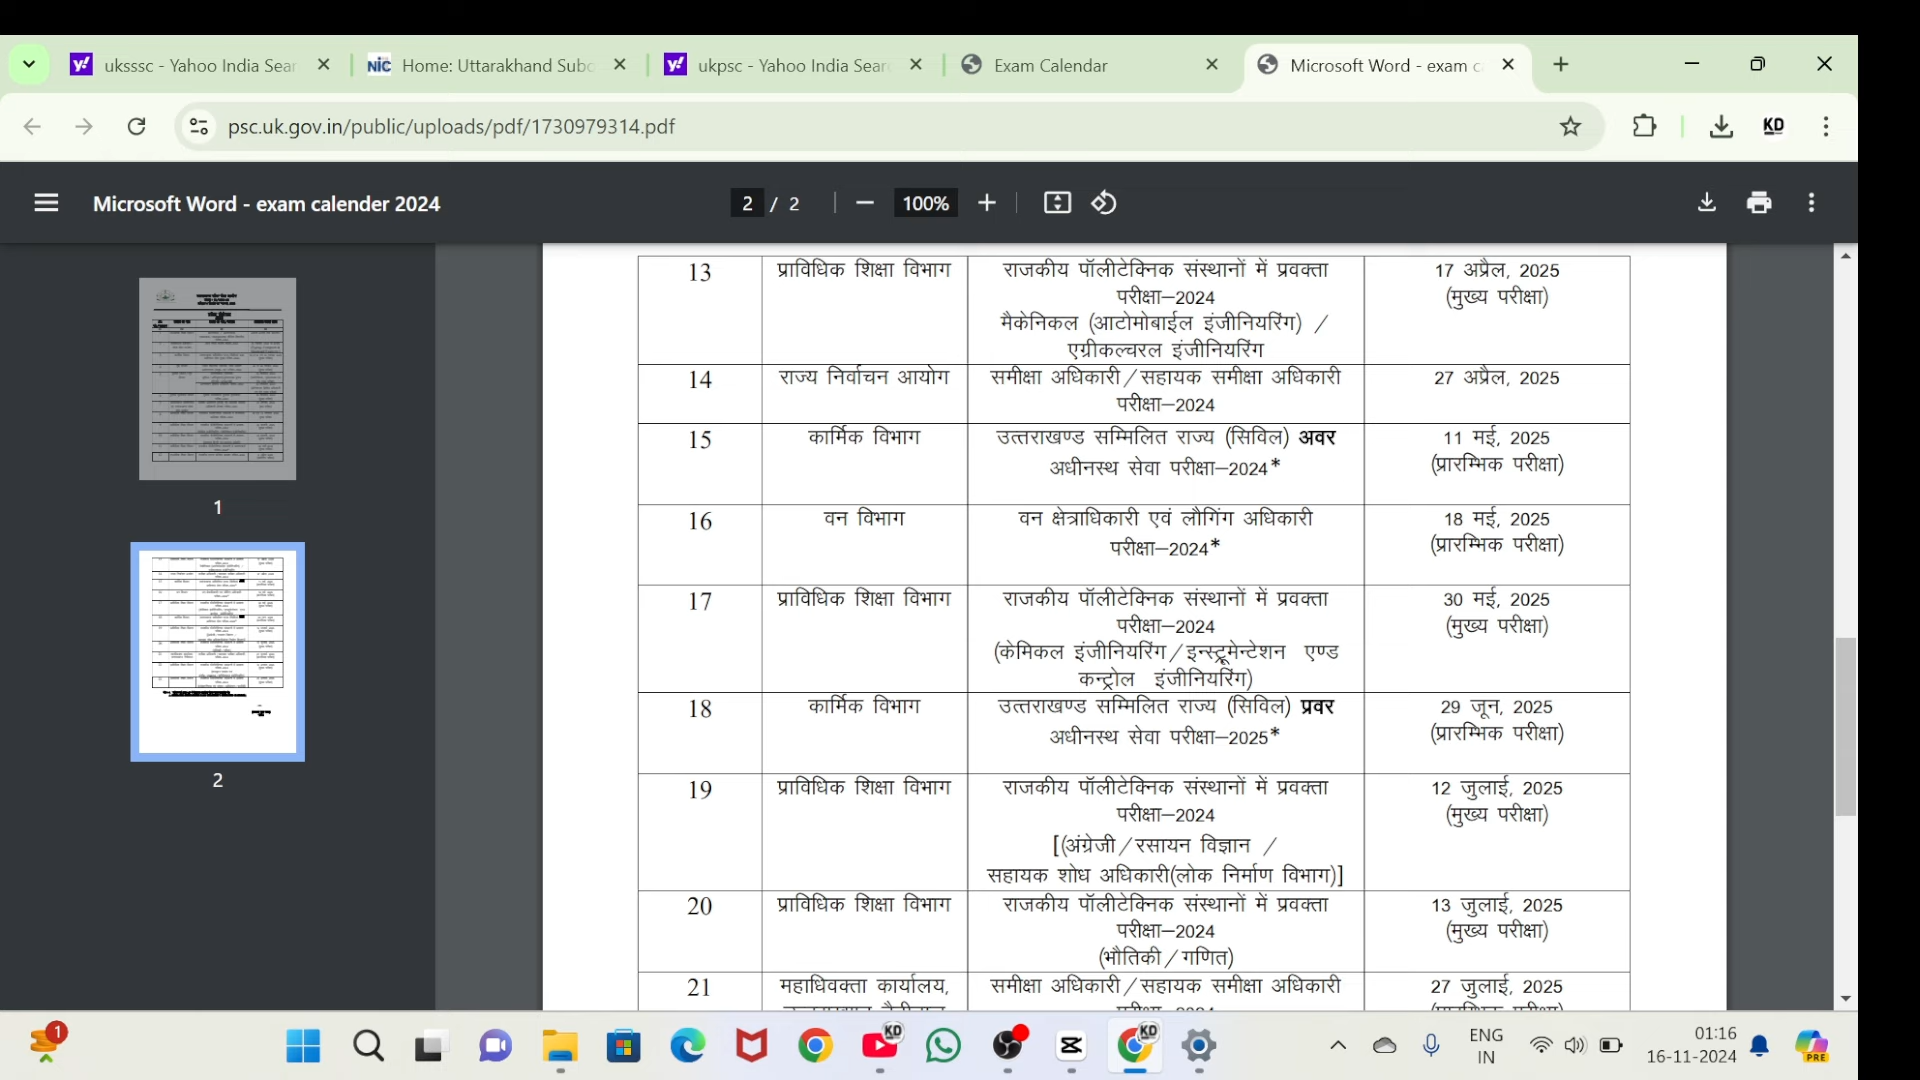 uksssc - Yahoo India Sear
Home: Uttarakhand Subo
ukpsc - Yahoo India Sear
Exam Calendar
Microsoft Word - exam c
psc.uk.gov.in/public/uploads/pdf/1730979314.pdf
KD
Microsoft Word - exam calender 2024
2 / 2
100%
1
2
13 प्राविधिक शिक्षा विभाग राजकीय पॉलीटेक्निक संस्थानों में प्रवक्ता 17 अप्रैल, 2025
परीक्षा–2024 (मुख्य परीक्षा)
मैकेनिकल (आटोमोबाईल इंजीनियरिंग) /
एग्रीकल्चरल इंजीनियरिंग
14 राज्य निर्वाचन आयोग समीक्षा अधिकारी/सहायक समीक्षा अधिकारी 27 अप्रैल, 2025
परीक्षा–2024
15 कार्मिक विभाग उत्तराखण्ड सम्मिलित राज्य (सिविल) अवर 11 मई, 2025
अधीनस्थ सेवा परीक्षा–2024* (प्रारम्भिक परीक्षा)
16 वन विभाग वन क्षेत्राधिकारी एवं लौगिंग अधिकारी 18 मई, 2025
परीक्षा–2024* (प्रारम्भिक परीक्षा)
17 प्राविधिक शिक्षा विभाग राजकीय पॉलीटेक्निक संस्थानों में प्रवक्ता 30 मई, 2025
परीक्षा–2024 (मुख्य परीक्षा)
(केमिकल इंजीनियरिंग/इन्स्ट्रूमेन्टेशन एण्ड
कन्ट्रोल इंजीनियरिंग)
18 कार्मिक विभाग उत्तराखण्ड सम्मिलित राज्य (सिविल) प्रवर 29 जून, 2025
अधीनस्थ सेवा परीक्षा–2025* (प्रारम्भिक परीक्षा)
19 प्राविधिक शिक्षा विभाग राजकीय पॉलीटेक्निक संस्थानों में प्रवक्ता 12 जुलाई, 2025
परीक्षा–2024 (मुख्य परीक्षा)
[(अंग्रेजी/रसायन विज्ञान /
सहायक शोध अधिकारी(लोक निर्माण विभाग)]
20 प्राविधिक शिक्षा विभाग राजकीय पॉलीटेक्निक संस्थानों में प्रवक्ता 13 जुलाई, 2025
परीक्षा–2024 (मुख्य परीक्षा)
(भौतिकी/गणित)
21 महाधिवक्ता कार्यालय, समीक्षा अधिकारी/सहायक समीक्षा अधिकारी 27 जुलाई, 2025
1
KD
KD
ENG
IN
01:16
16-11-2024
PRE